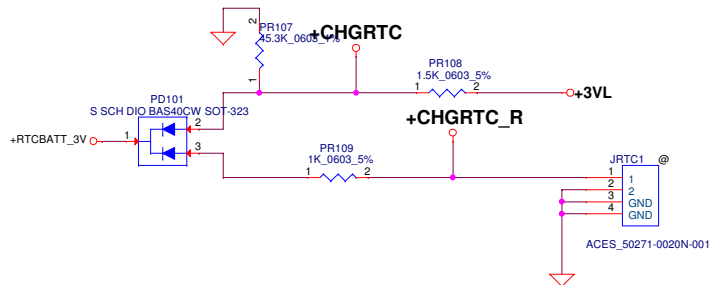 2
PR107
45.3K_0603_1%
+CHGRTC
1
PR108
1.5K_0603_5%
1
2
+3VL
PD101
S SCH DIO BAS40CW SOT-323
+CHGRTC_R
+RTCBATT_3V
1
2
3
PR109
1K_0603_5%
1
2
JRTC1
@
1
2
3
4
1
2
GND
GND
ACES_50271-0020N-001